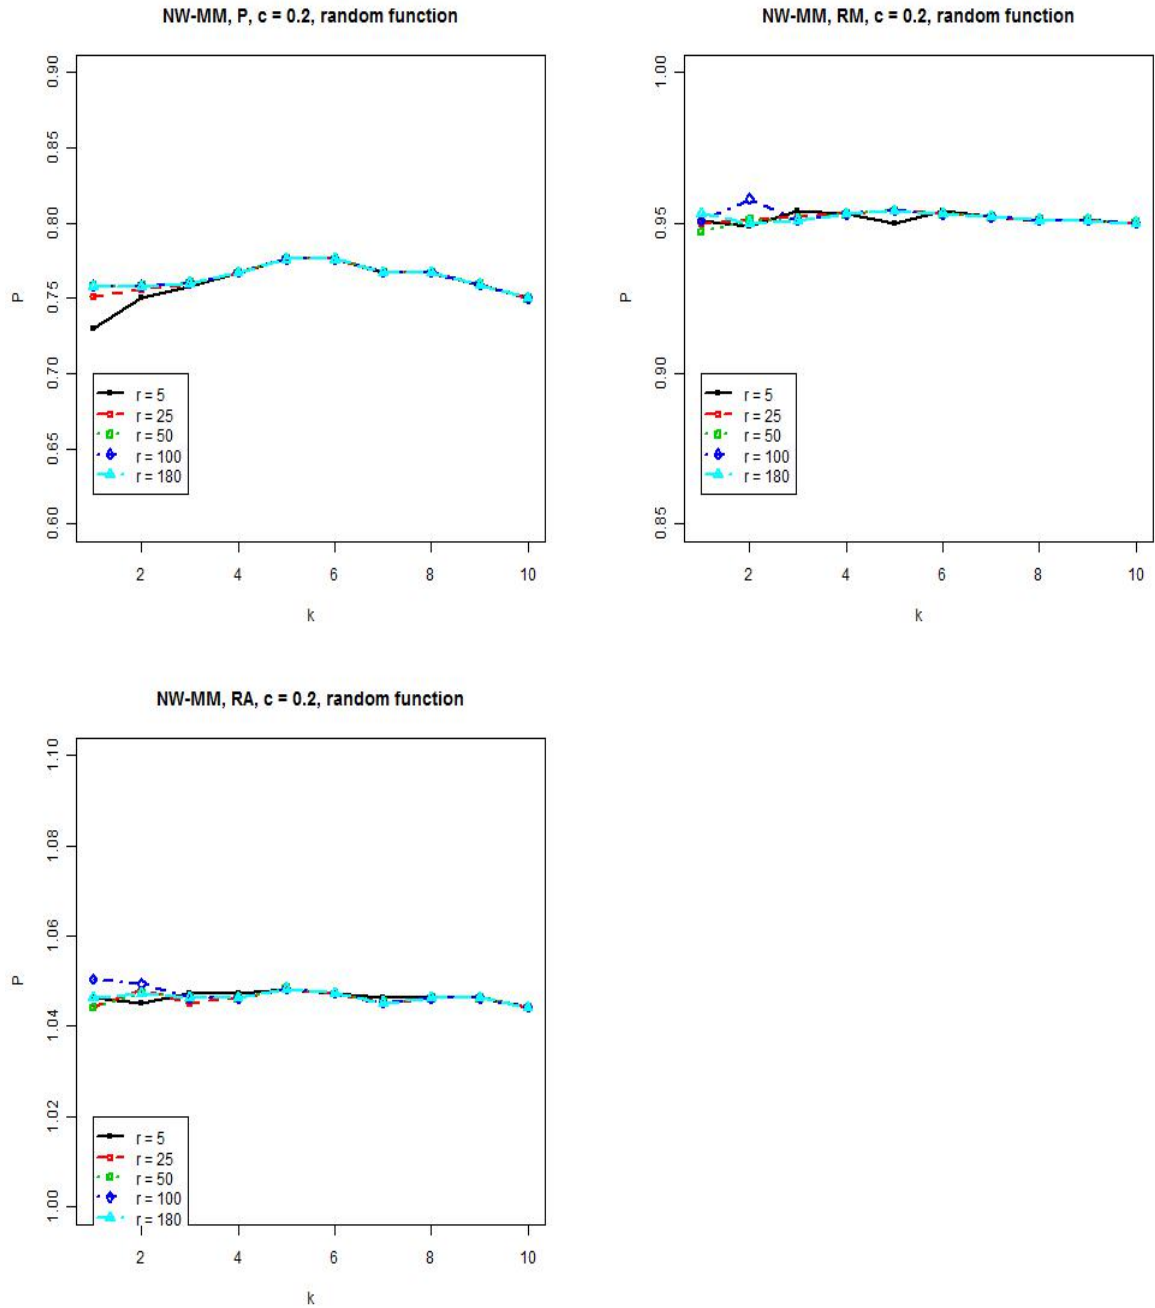 NW-MM, P, c = 0.2, random function
P
0.90
0.85
0.80
0.75
0.70
0.65
0.60
r = 5
r = 25
r = 50
r = 100
r = 180
2 4 6 8 10
k
NW-MM, RM, c = 0.2, random function
P
1.00
0.95
0.90
0.85
r = 5
r = 25
r = 50
r = 100
r = 180
2 4 6 8 10
k
NW-MM, RA, c = 0.2, random function
P
1.10
1.08
1.06
1.04
1.02
1.00
r = 5
r = 25
r = 50
r = 100
r = 180
2 4 6 8 10
k